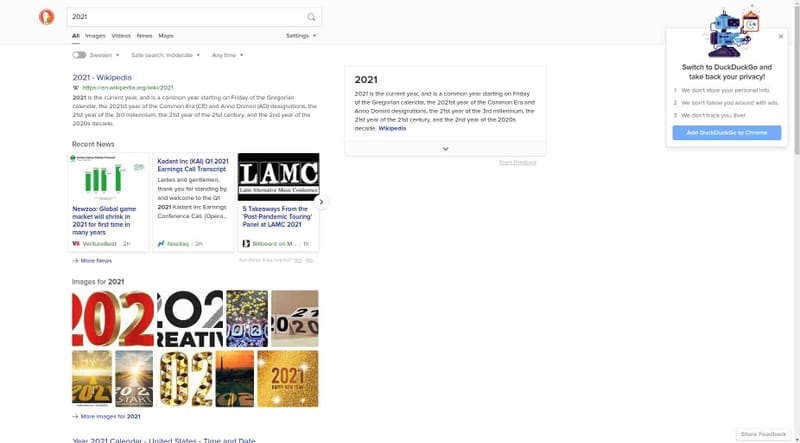 2021
All Images Videos News Maps
Settings
Sweden Safe search: moderate Any time
2021 - Wikipedia
https://en.wikipedia.org/wiki/2021
2021 is the current year, and is a common year starting on Friday of the Gregorian
calendar, the 2021st year of the Common Era (CE) and Anno Domini (AD) designations, the
21st year of the 3rd millennium, the 21st year of the 21st century, and the 2nd year of the
2020s decade.
Recent News
Newzoo: Global game
market will shrink in
2021 for first time in
many years
VentureBeat | 2h
Kadant Inc (KAI) Q1 2021
Earnings Call Transcript
Ladies and gentlemen,
thank you for standing by,
and welcome to the Q1
2021 Kadant Inc Earnings
Conference Call. [Opera...
Nasdaq | 2h
LAMC
Latin Alternative Music Conference
5 Takeaways From the
'Post-Pandemic Touring'
Panel at LAMC 2021
Billboard on M... | 1h
More News
Are these links helpful? Yes No
Images for 2021
202
202
REATIV
202
202
202
202
START
202
2021
HAPPY NEW YEAR
More Images for 2021
Year 2021 Calendar - United States - Time and Date
2021
2021 is the current year, and is a common year starting on Friday
of the Gregorian calendar, the 2021st year of the Common Era and
Anno Domini designations, the 21st year of the 3rd millennium, the
21st year of the 21st century, and the 2nd year of the 2020s
decade. Wikipedia
Share Feedback
Switch to DuckDuckGo and
take back your privacy!
1 We don't store your personal info.
2 We don't follow you around with ads.
3 We don't track you. Ever.
Add DuckDuckGo to Chrome
Share Feedback